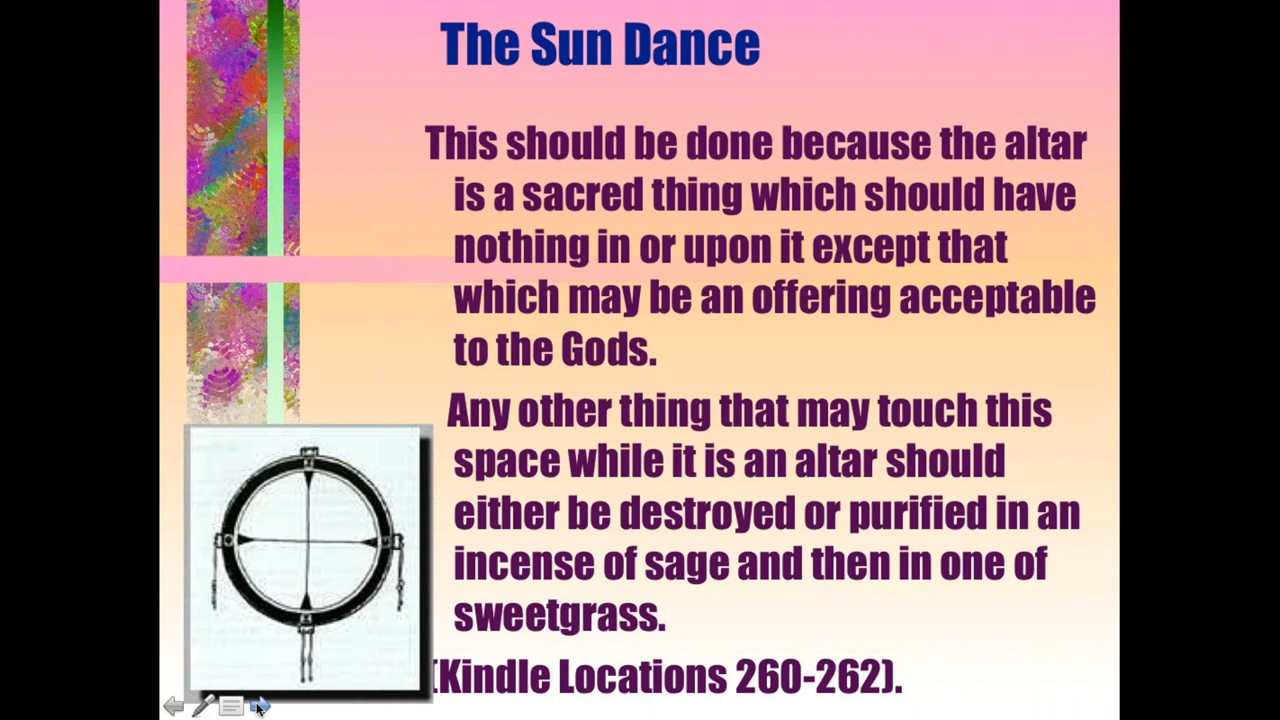 The Sun Dance
This should be done because the altar
is a sacred thing which should have
nothing in or upon it except that
which may be an offering acceptable
to the Gods.
Any other thing that may touch this
space while it is an altar should
either be destroyed or purified in an
incense of sage and then in one of
sweetgrass.
(Kindle Locations 260-262).